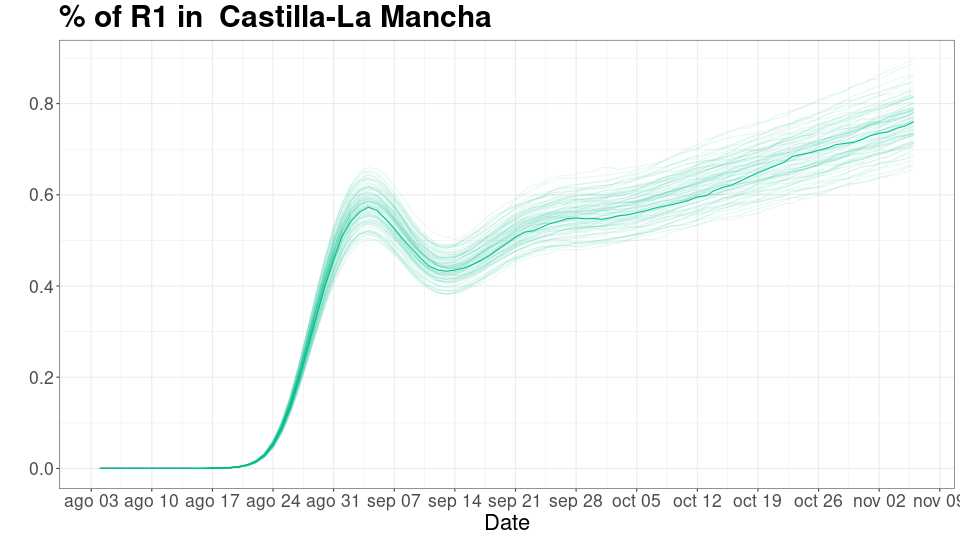 % of R1 in  Castilla-La Mancha
0.8
0.6
0.4
0.2
0.0
ago 03 ago 10 ago 17 ago 24 ago 31 sep 07 sep 14 sep 21 sep 28 oct 05 oct 12 oct 19 oct 26 nov 02 nov 09
Date